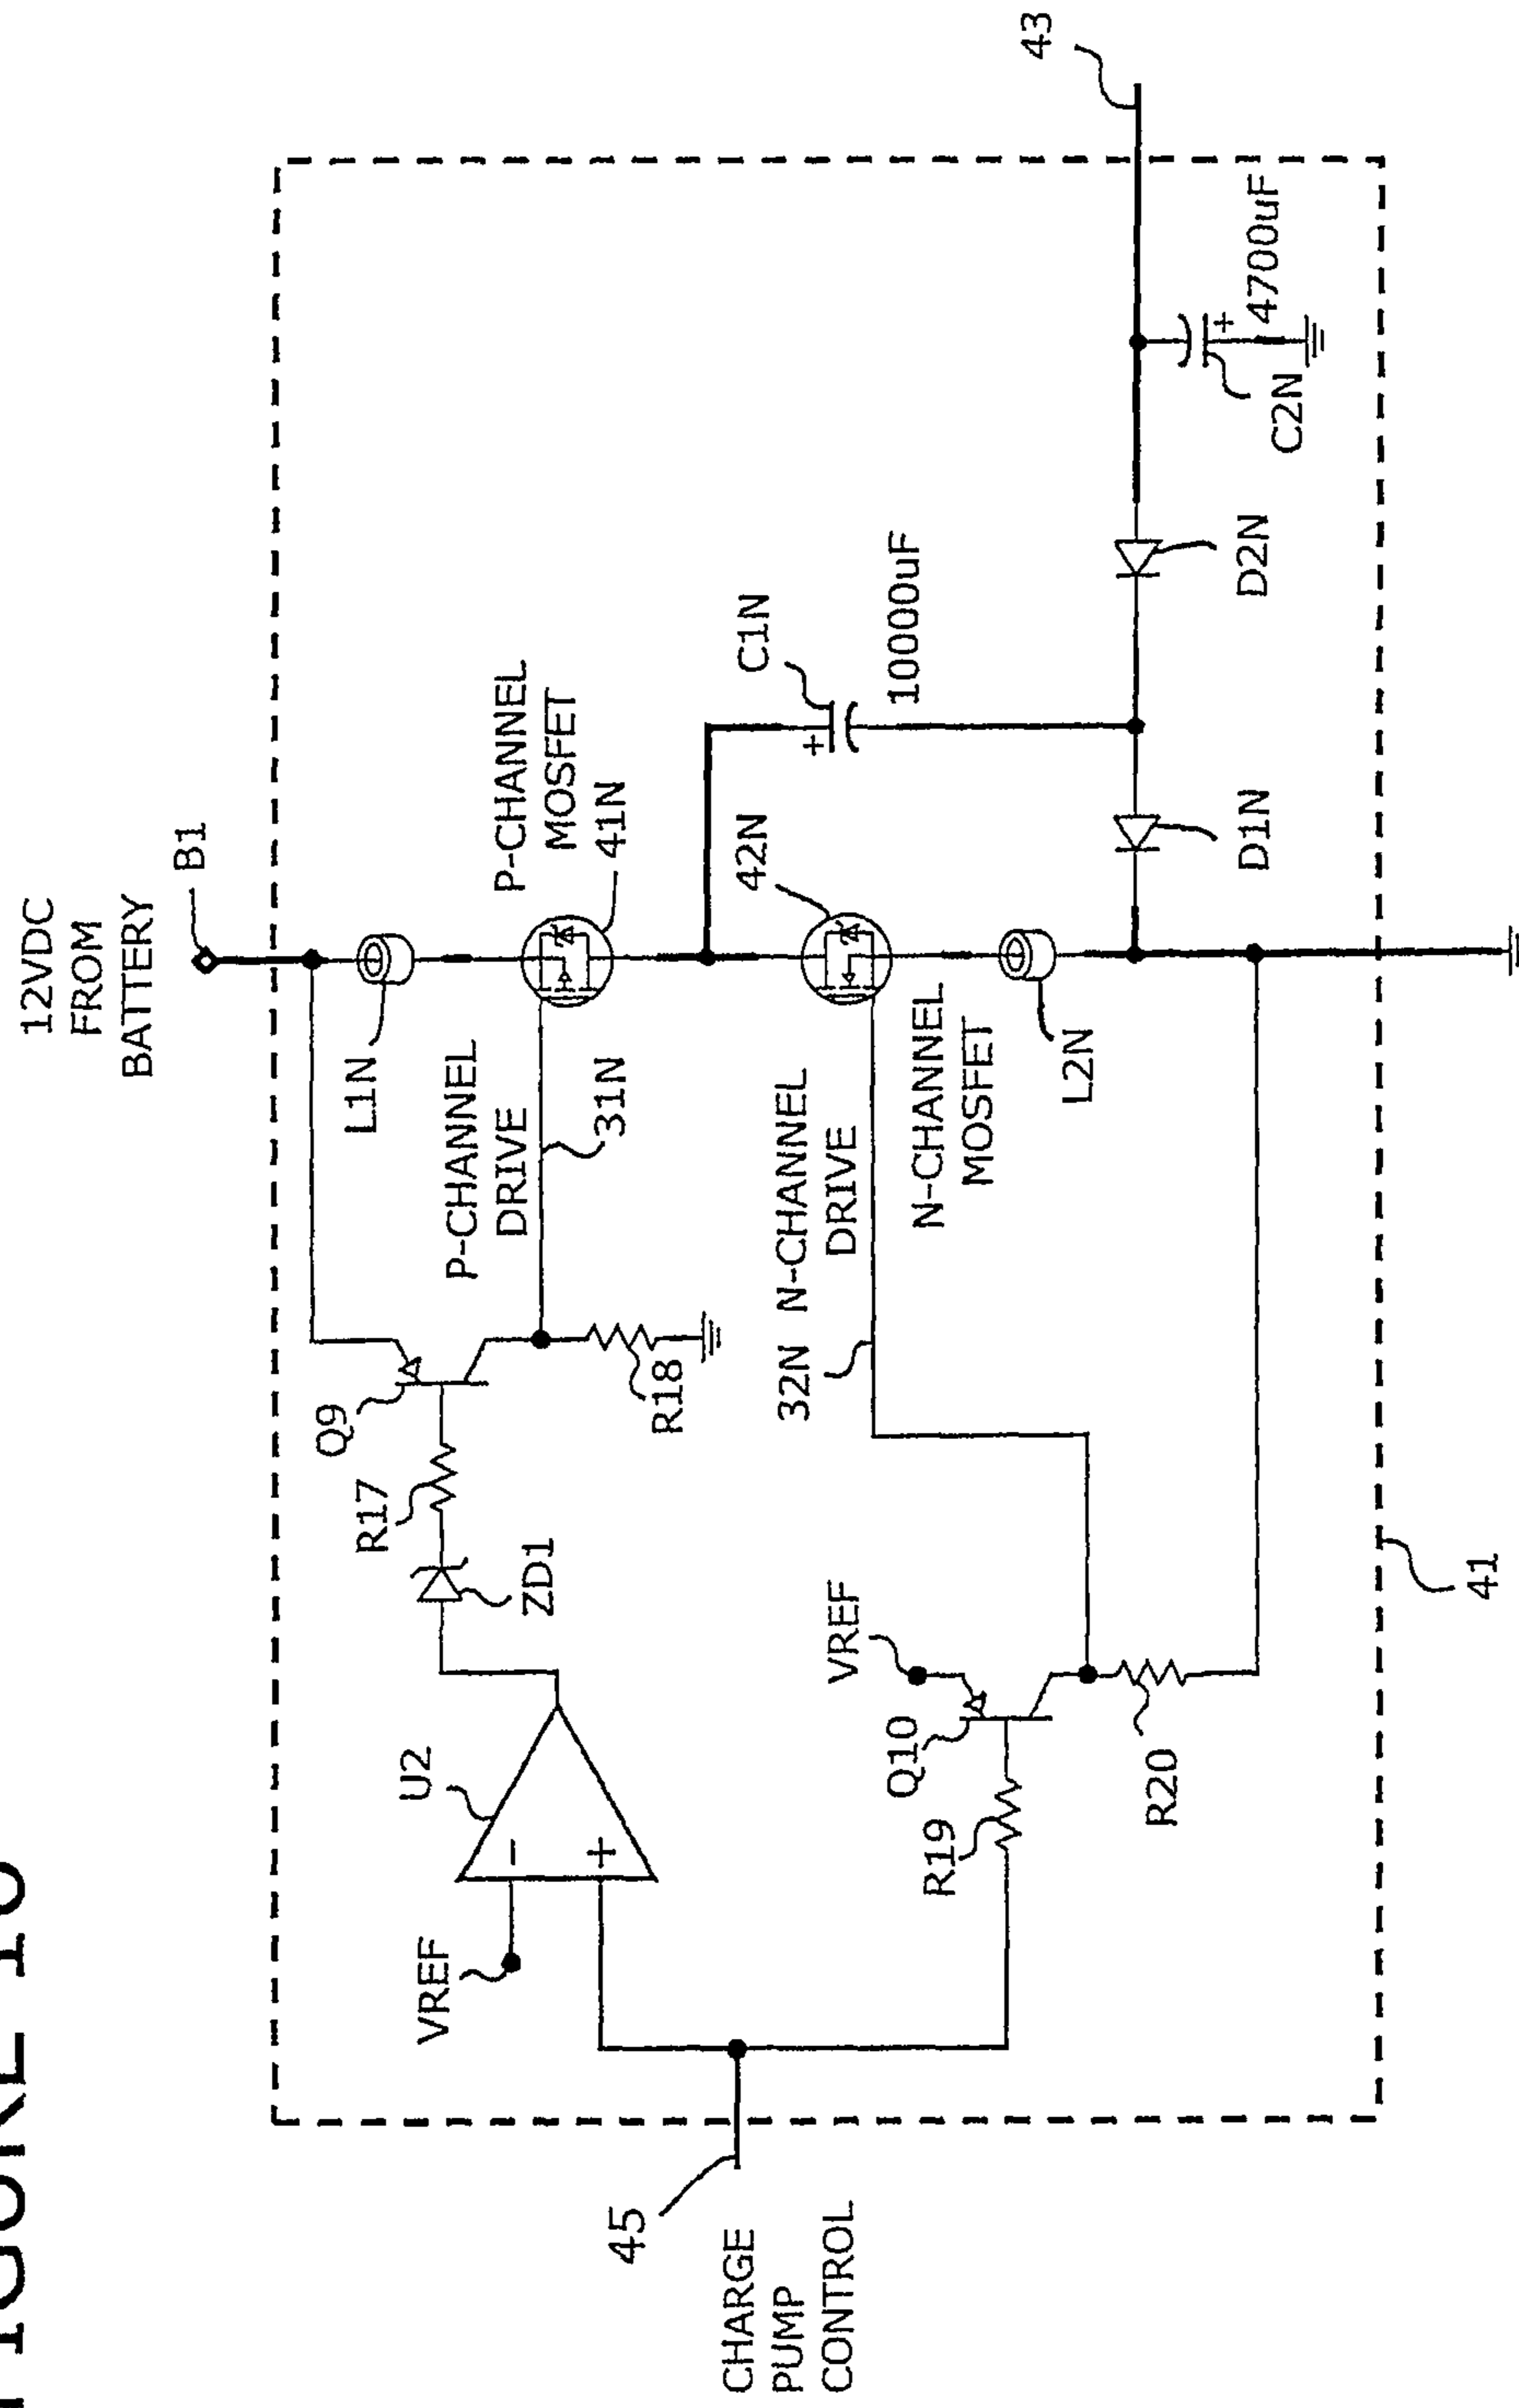 12VDC
FROM
BATTERY
B1
L1N
P-CHANNEL
MOSFET
41N
P-CHANNEL
DRIVE
31N
Q9
R17
ZD1
R18
U2
−
+
VREF
C1N
+
10000uF
42N
N-CHANNEL
DRIVE
32N
N-CHANNEL
MOSFET
L2N
D1N
D2N
C2N
+
4700uF
43
VREF
Q10
R19
R20
45
CHARGE
PUMP
CONTROL
41